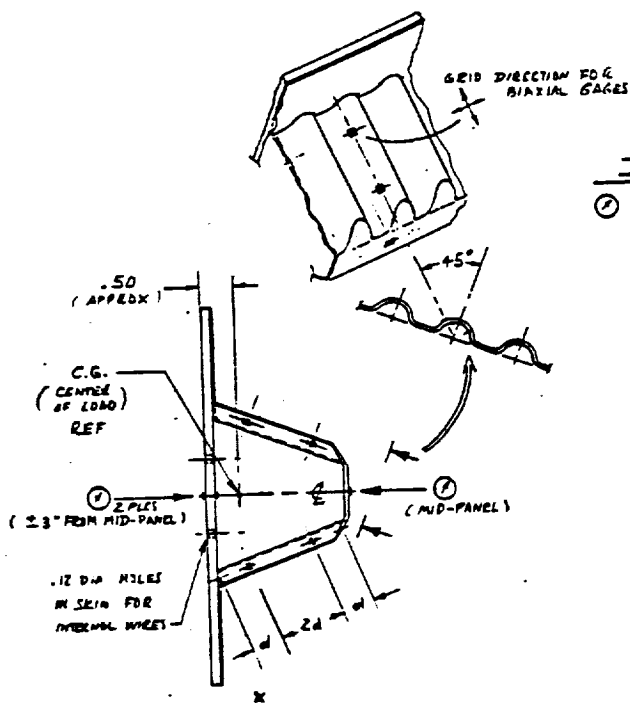 GRID DIRECTION FOR
BIAXIAL GAGES
45°
.50
(APPROX)
C.G.
(CENTER
OF LOAD)
REF
2 PLCS
(± 3" FROM MID-PANEL)
(MID-PANEL)
.12 DIA HOLES
IN SKIN FOR
INTERNAL WIRES
d
2d
d